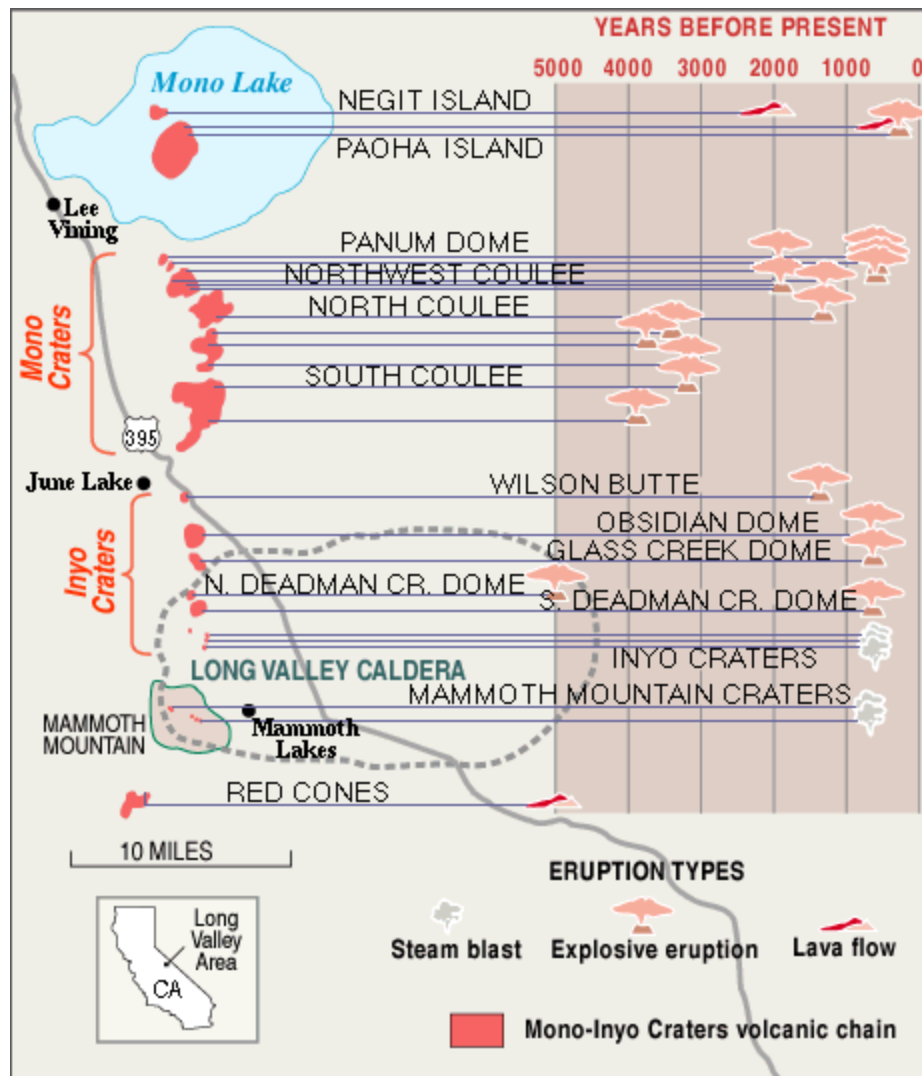 YEARS BEFORE PRESENT
5000 4000 3000 2000 1000 0
Mono Lake
NEGIT ISLAND
PAOHA ISLAND
Lee
Vining
PANUM DOME
NORTHWEST COULEE
NORTH COULEE
Mono
Craters
SOUTH COULEE
395
June Lake
WILSON BUTTE
OBSIDIAN DOME
GLASS CREEK DOME
Inyo
Craters
N. DEADMAN CR. DOME
S. DEADMAN CR. DOME
INYO CRATERS
LONG VALLEY CALDERA
MAMMOTH MOUNTAIN CRATERS
MAMMOTH
MOUNTAIN
Mammoth
Lakes
RED CONES
10 MILES
ERUPTION TYPES
Long
Valley
Area
CA
Steam blast
Explosive eruption
Lava flow
Mono-Inyo Craters volcanic chain